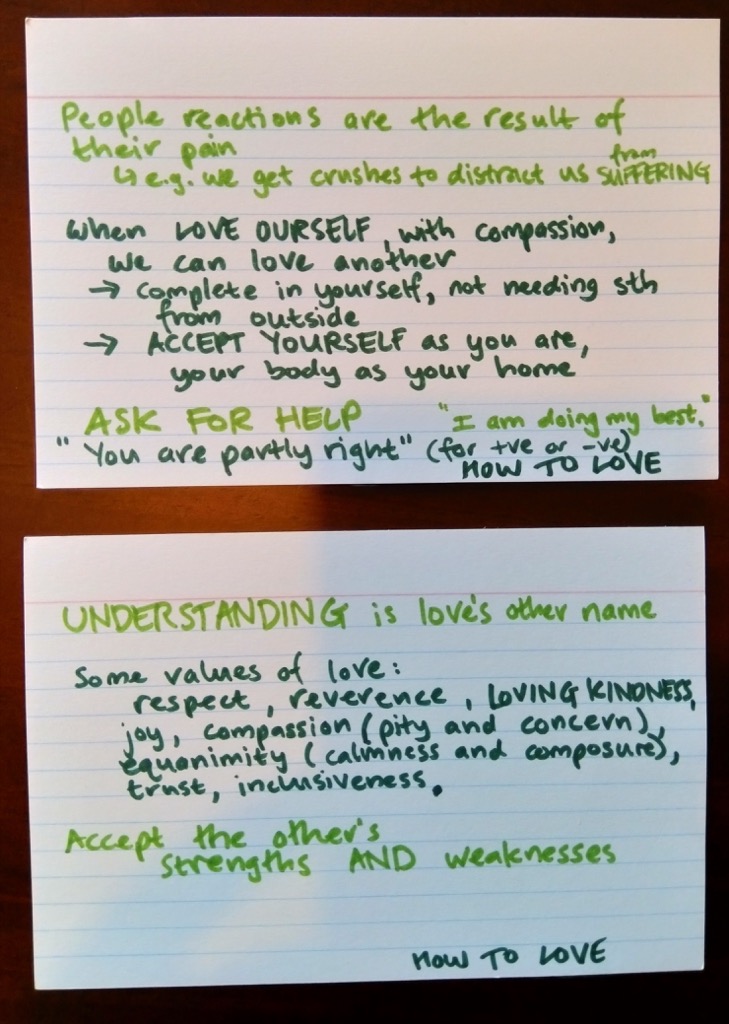 People reactions are the result of
their pain
↳ e.g. we get crushes to distract us from SUFFERING
When LOVE OURSELF, with compassion,
we can love another
→ complete in yourself, not needing sth
from outside
→ ACCEPT YOURSELF as you are,
your body as your home
ASK FOR HELP "I am doing my best."
"You are partly right" (for +ve or -ve)
HOW TO LOVE
UNDERSTANDING is love's other name
Some values of love:
respect, reverence, LOVING KINDNESS,
joy, compassion (pity and concern),
equanimity (calmness and composure),
trust, inclusiveness.
Accept the other's
strengths AND weaknesses
HOW TO LOVE